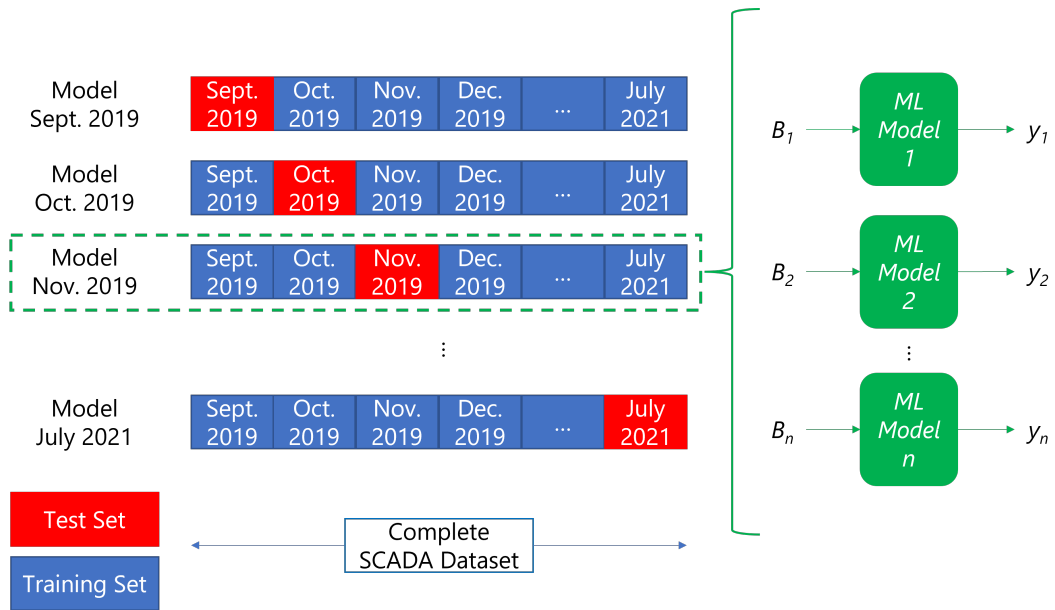 Model
Sept. 2019
Sept.
2019
Oct.
2019
Nov.
2019
Dec.
2019
...
July
2021
Model
Oct. 2019
Sept.
2019
Oct.
2019
Nov.
2019
Dec.
2019
...
July
2021
Model
Nov. 2019
Sept.
2019
Oct.
2019
Nov.
2019
Dec.
2019
...
July
2021
⋮
Model
July 2021
Sept.
2019
Oct.
2019
Nov.
2019
Dec.
2019
...
July
2021
Test Set
Training Set
Complete
SCADA Dataset
B₁
ML
Model
1
y₁
B₂
ML
Model
2
y₂
⋮
Bₙ
ML
Model
n
yₙ